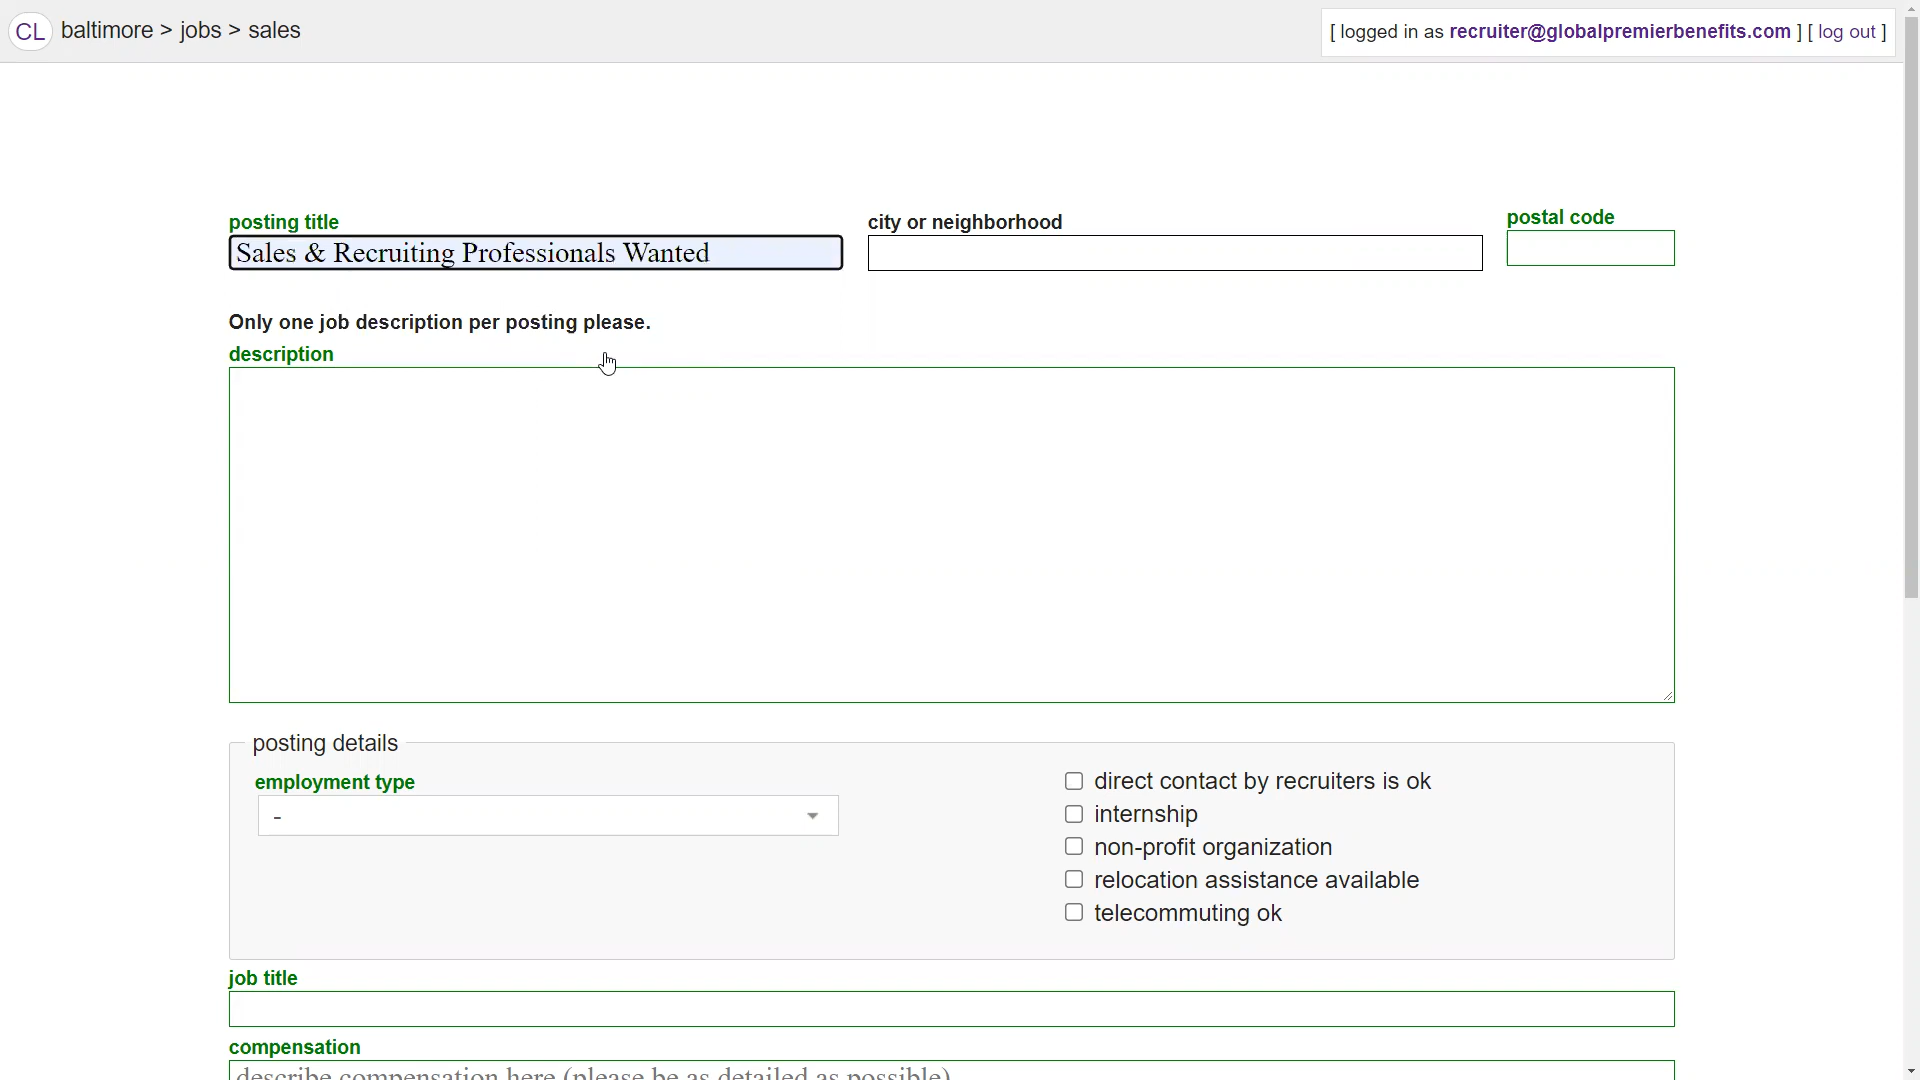 CL baltimore > jobs > sales
[ logged in as recruiter@globalpremierbenefits.com ] [ log out ]
posting title
Sales & Recruiting Professionals Wanted
city or neighborhood
postal code
Only one job description per posting please.
description
posting details
employment type
-
direct contact by recruiters is ok
internship
non-profit organization
relocation assistance available
telecommuting ok
job title
compensation
describe compensation here (please be as detailed as possible)